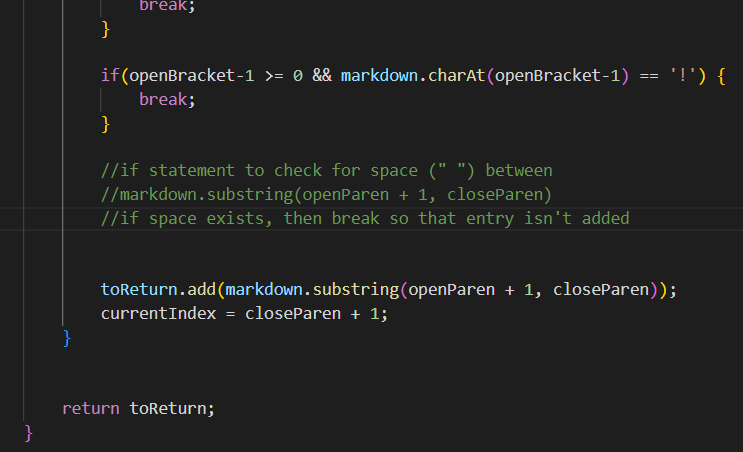 break;
}
if(openBracket-1 >= 0 && markdown.charAt(openBracket-1) == '!') {
break;
}
//if statement to check for space (" ") between
//markdown.substring(openParen + 1, closeParen)
//if space exists, then break so that entry isn't added
toReturn.add(markdown.substring(openParen + 1, closeParen));
currentIndex = closeParen + 1;
}
return toReturn;
}